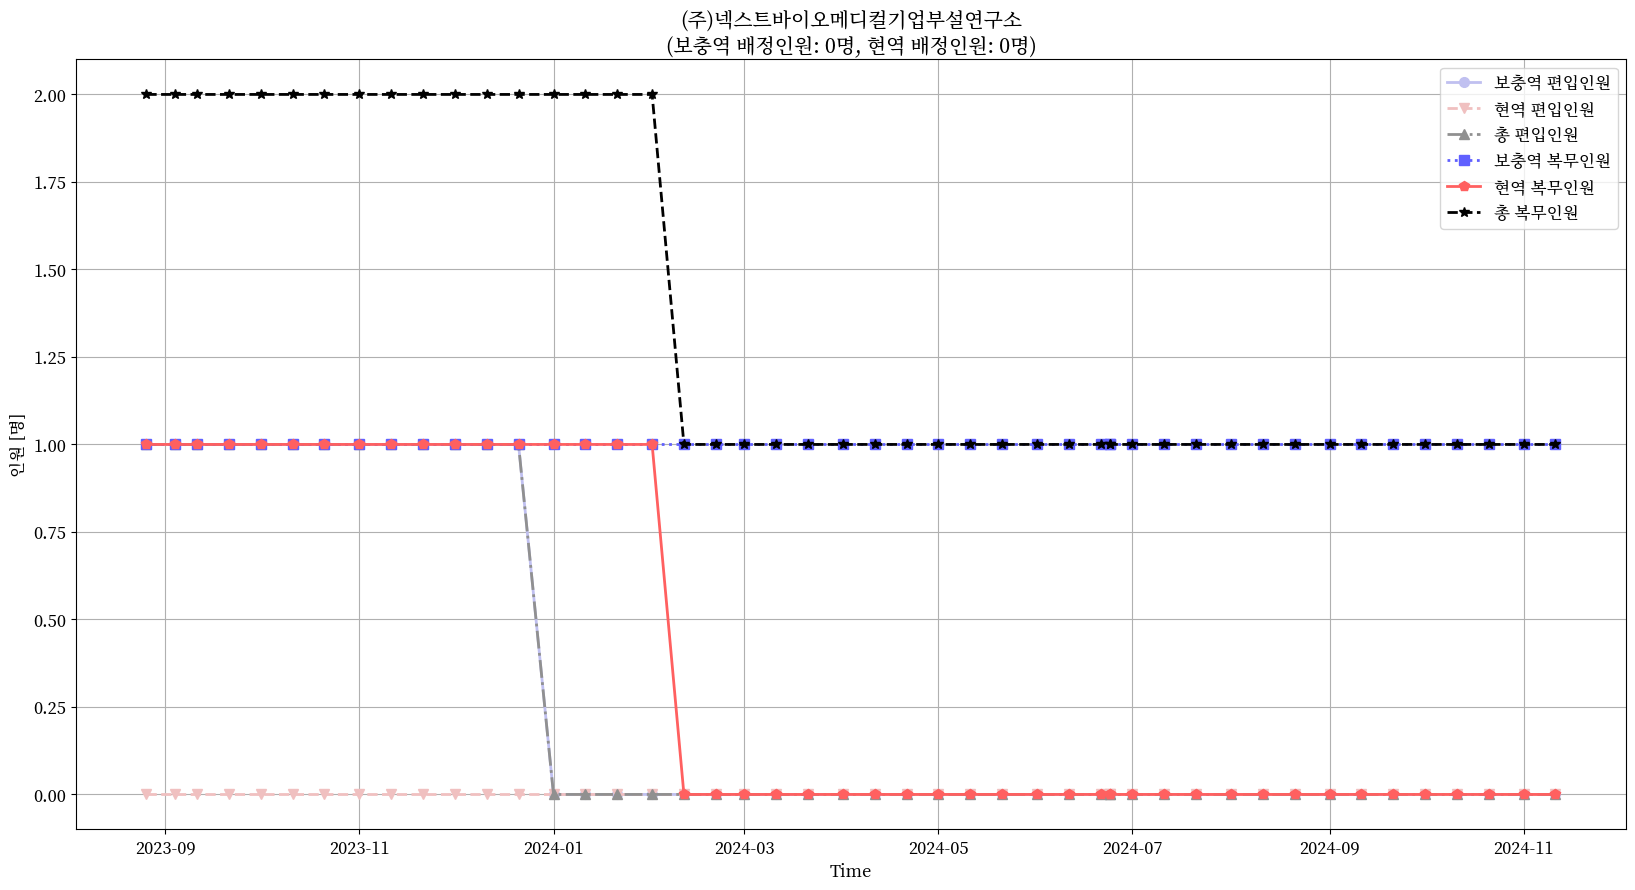 (주)넥스트바이오메디컬기업부설연구소
(보충역 배정인원: 0명, 현역 배정인원: 0명)
보충역 편입인원
현역 편입인원
총 편입인원
보충역 복무인원
현역 복무인원
총 복무인원
인원 [명]
2.00
1.75
1.50
1.25
1.00
0.75
0.50
0.25
0.00
2023-09 2023-11 2024-01 2024-03 2024-05 2024-07 2024-09 2024-11
Time